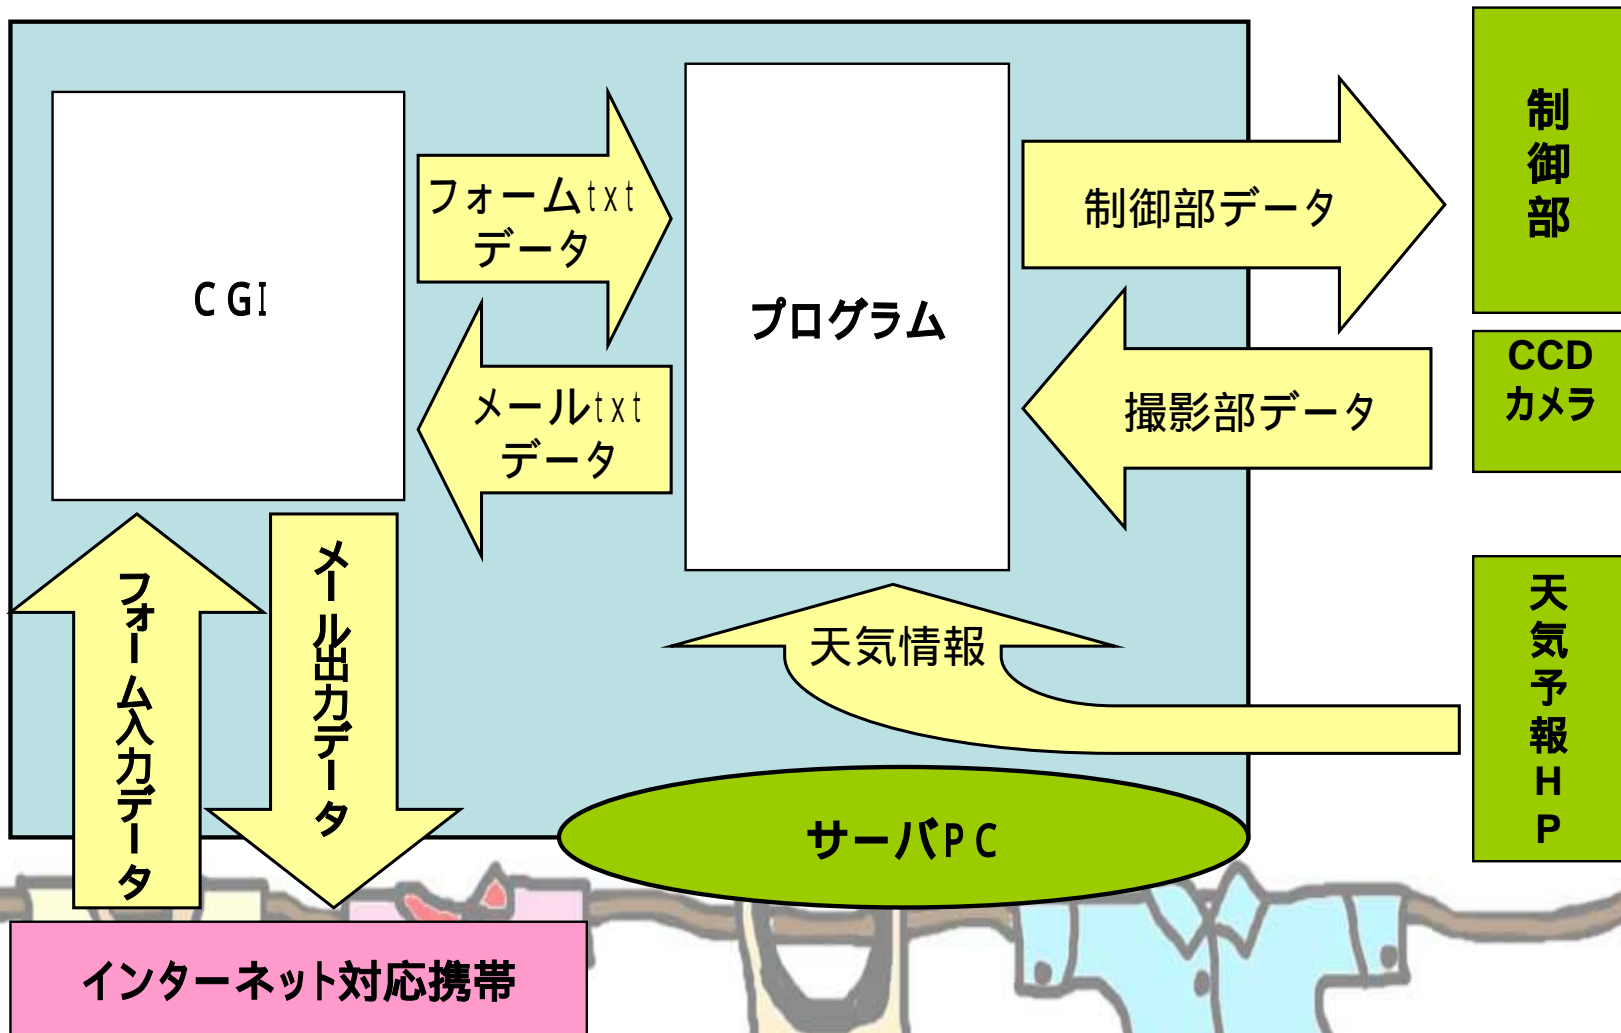 CGI
フォームtxt
データ
メールtxt
データ
プログラム
制御部データ
撮影部データ
制御部
CCD
カメラ
天気情報
天気予報HP
フォーム入力データ
メール出力データ
サーバPC
インターネット対応携帯